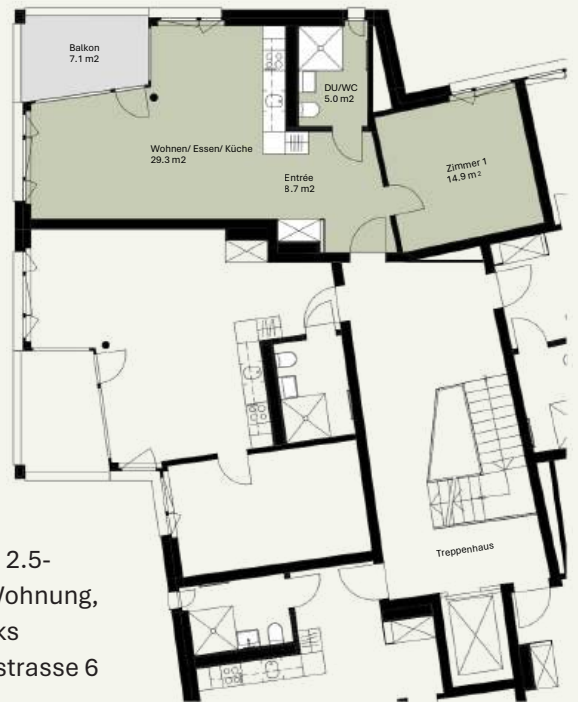 Balkon
7.1 m2
DU/WC
5.0 m2
Wohnen/ Essen/ Küche
29.3 m2
Zimmer 1
14.9 m²
Entrée
8.7 m2
Treppenhaus
2.5-
Wohnung,
ks
strasse 6